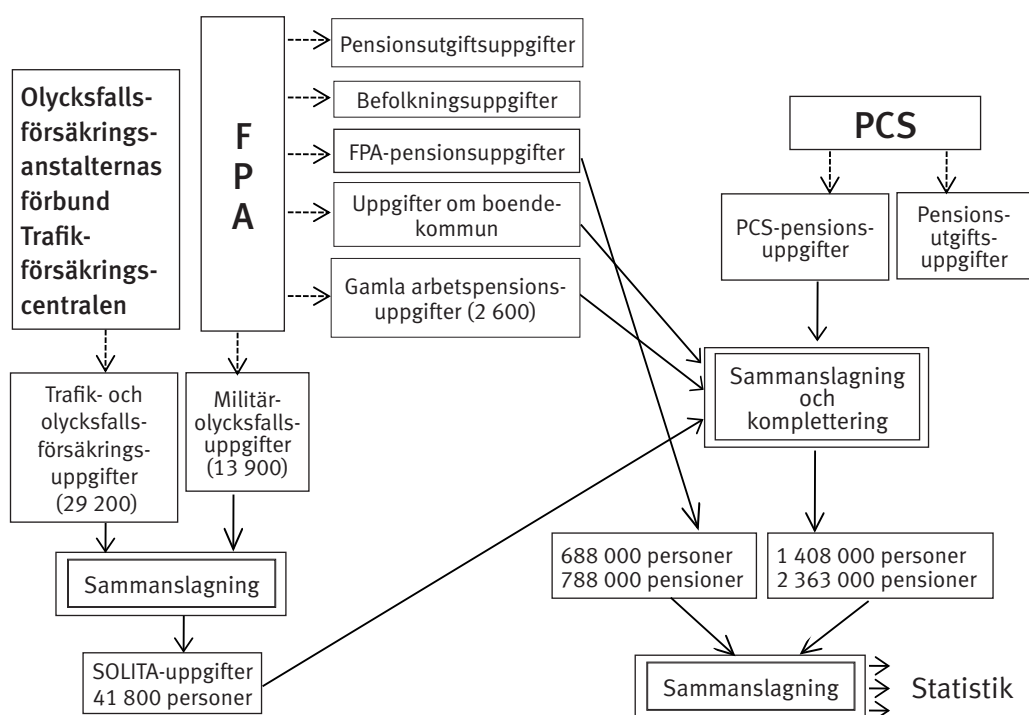 Olycksfalls-
försäkrings-
anstalternas
förbund
Trafik-
försäkrings-
centralen
F
P
A
Pensionsutgiftsuppgifter
Befolkningsuppgifter
FPA-pensionsuppgifter
Uppgifter om boende-
kommun
Gamla arbetspensions-
uppgifter (2 600)
PCS
PCS-pensions-
uppgifter
Pensions-
utgifts-
uppgifter
Trafik- och
olycksfalls-
försäkrings-
uppgifter
(29 200)
Militär-
olycksfalls-
uppgifter
(13 900)
Sammanslagning
och
komplettering
Sammanslagning
SOLITA-uppgifter
41 800 personer
688 000 personer
788 000 pensioner
1 408 000 personer
2 363 000 pensioner
Sammanslagning
Statistik